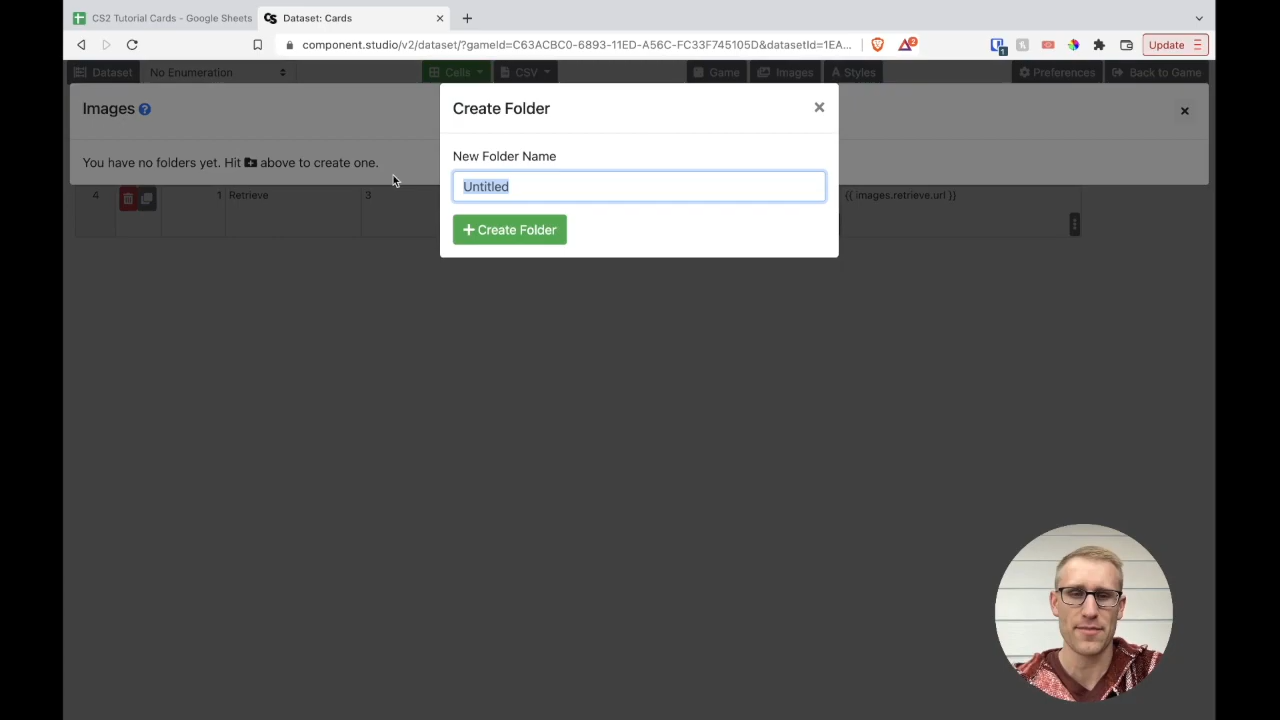 CS2 Tutorial Cards - Google Sheets
CS Dataset: Cards
component.studio/v2/dataset/?gameId=C63ACBC0-6893-11ED-A56C-FC33F745105D&datasetId=1EA...
2
1
Update
Dataset
No Enumeration
Cells
CSV
Game
Images
A Styles
Preferences
Back to Game
Images ?
You have no folders yet. Hit above to create one.
4 1 Retrieve 3 {{ images.retrieve.url }}
Create Folder
New Folder Name
Untitled
+ Create Folder